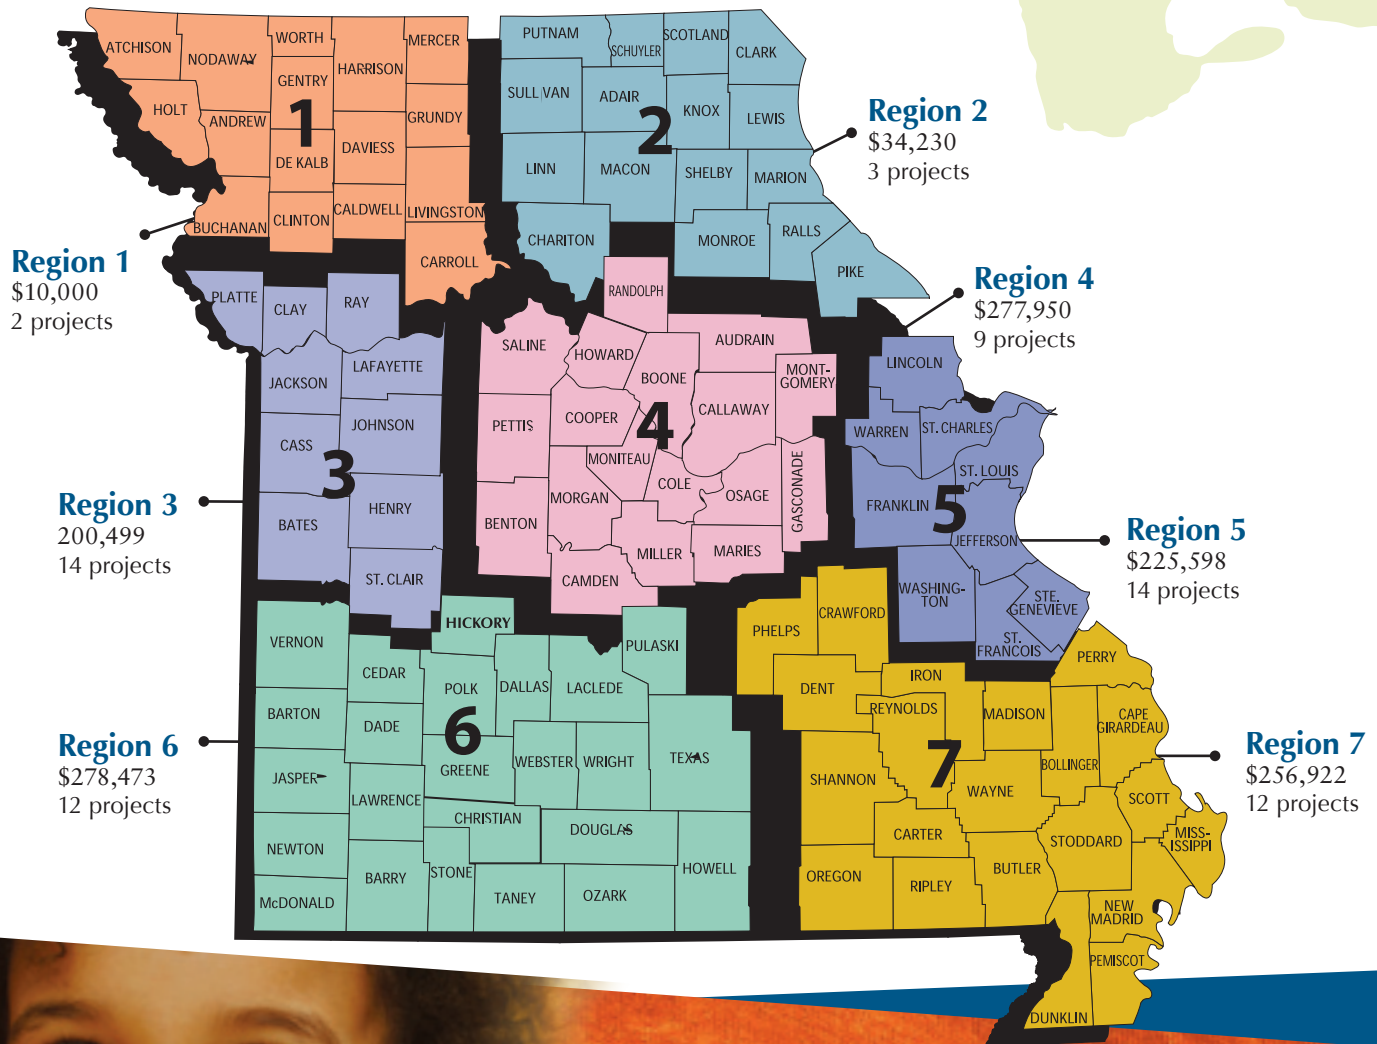 ATCHISON
NODAWAY
WORTH
HARRISON
MERCER
GENTRY
HOLT
ANDREW
GRUNDY
1
DE KALB
DAVIESS
BUCHANAN
CLINTON
CALDWELL
LIVINGSTON
CARROLL
Region 1
$10,000
2 projects
PUTNAM
SCHUYLER
SCOTLAND
CLARK
SULLIVAN
ADAIR
KNOX
LEWIS
2
LINN
MACON
SHELBY
MARION
CHARITON
MONROE
RALLS
PIKE
Region 2
$34,230
3 projects
PLATTE
CLAY
RAY
JACKSON
LAFAYETTE
CASS
JOHNSON
3
BATES
HENRY
ST. CLAIR
Region 3
200,499
14 projects
RANDOLPH
SALINE
HOWARD
AUDRAIN
BOONE
MONT-
GOMERY
PETTIS
COOPER
4
CALLAWAY
MONITEAU
COLE
OSAGE
GASCONADE
MORGAN
BENTON
MILLER
MARIES
CAMDEN
Region 4
$277,950
9 projects
LINCOLN
WARREN
ST. CHARLES
ST. LOUIS
FRANKLIN
5
JEFFERSON
WASHING-
TON
STE.
GENEVIEVE
ST.
FRANCOIS
Region 5
$225,598
14 projects
HICKORY
VERNON
CEDAR
POLK
DALLAS
LACLEDE
PULASKI
BARTON
DADE
6
GREENE
WEBSTER
WRIGHT
TEXAS
JASPER
LAWRENCE
CHRISTIAN
DOUGLAS
NEWTON
BARRY
STONE
TANEY
OZARK
HOWELL
McDONALD
Region 6
$278,473
12 projects
PHELPS
CRAWFORD
PERRY
DENT
IRON
REYNOLDS
MADISON
CAPE
GIRARDEAU
7
BOLLINGER
SHANNON
WAYNE
SCOTT
CARTER
STODDARD
MISS-
ISSIPPI
OREGON
RIPLEY
BUTLER
NEW
MADRID
PEMISCOT
DUNKLIN
Region 7
$256,922
12 projects